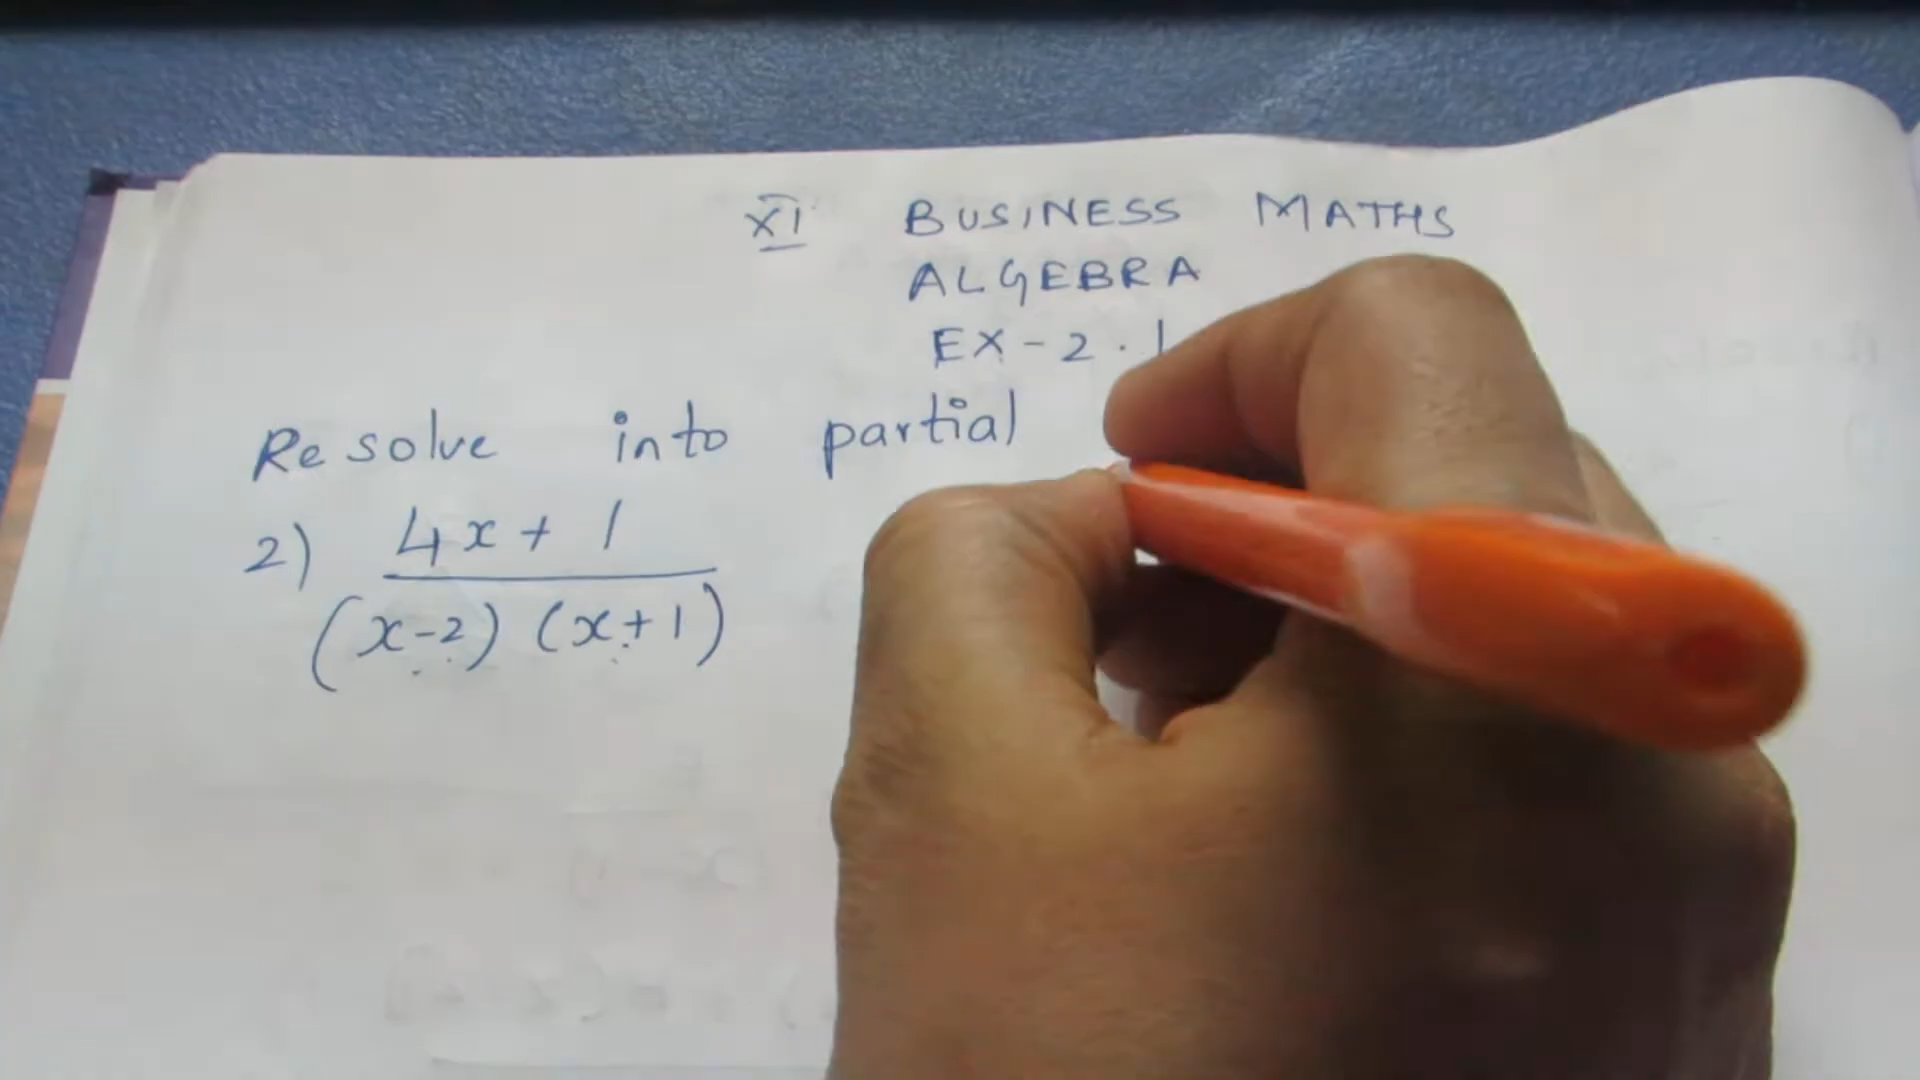 XI BUSINESS MATHS
ALGEBRA
EX-2.1
Resolve into partial
2) 4x+1
(x-2) (x+1)